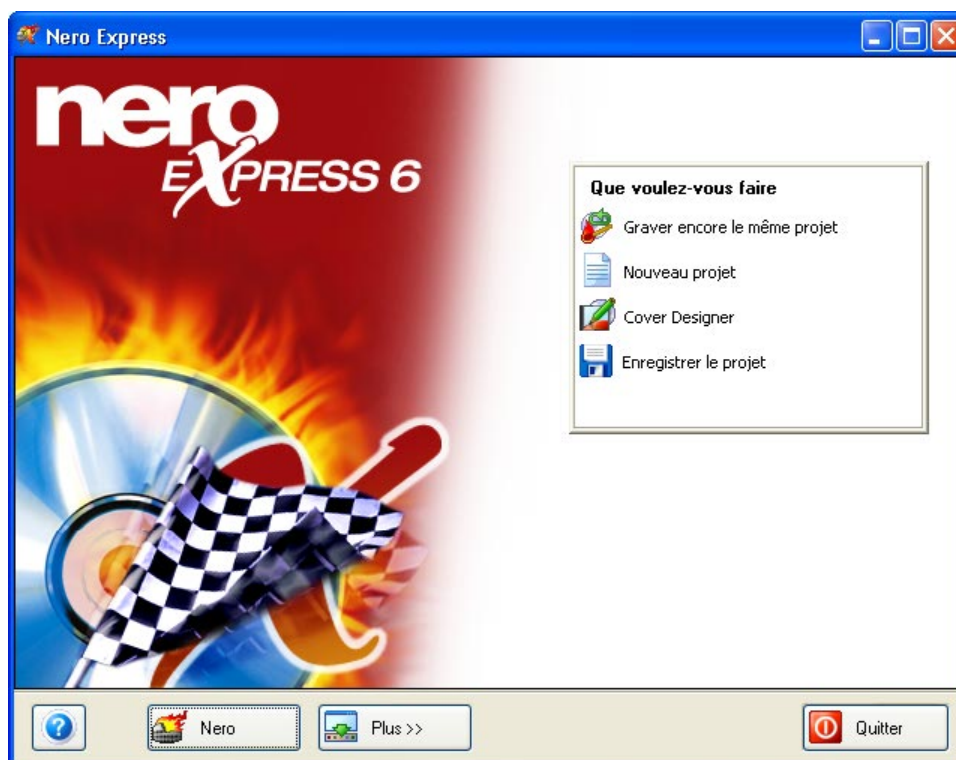 Nero Express
nero
EXPRESS 6
Que voulez-vous faire
Graver encore le même projet
Nouveau projet
Cover Designer
Enregistrer le projet
Nero
Plus >>
Quitter